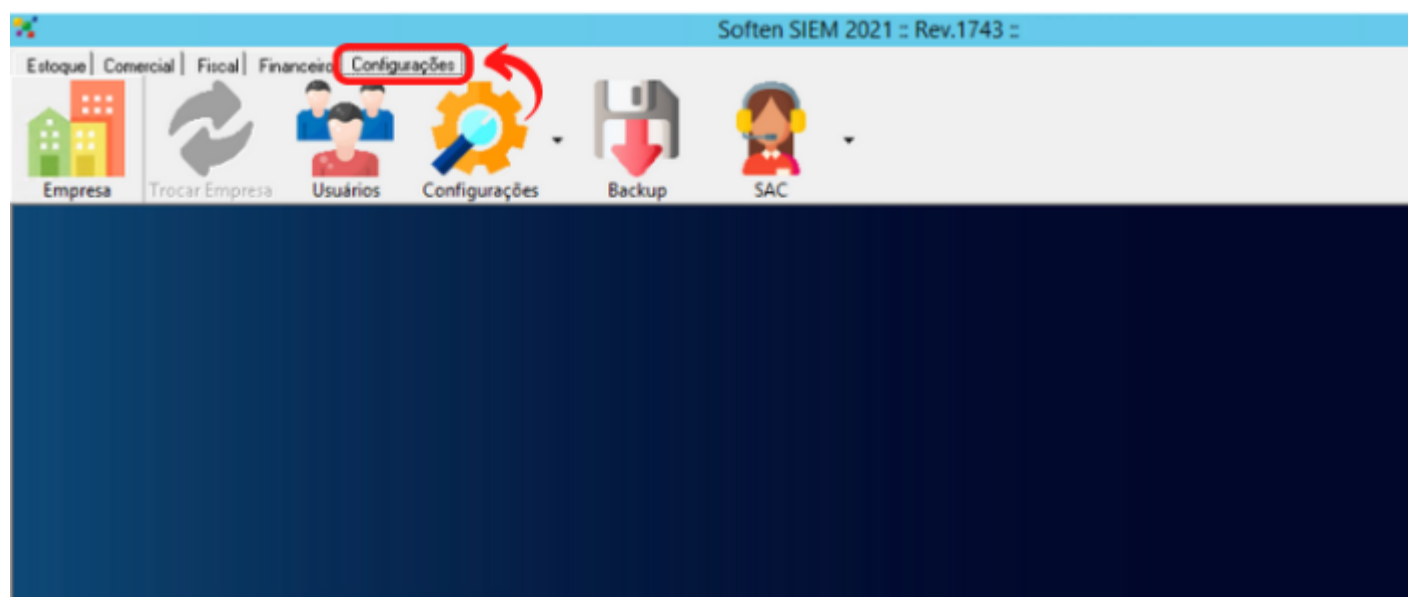 Soften SIEM 2021 :: Rev.1743 ::
Estoque Comercial Fiscal Financeiro Configurações
Empresa Trocar Empresa Usuários Configurações Backup SAC